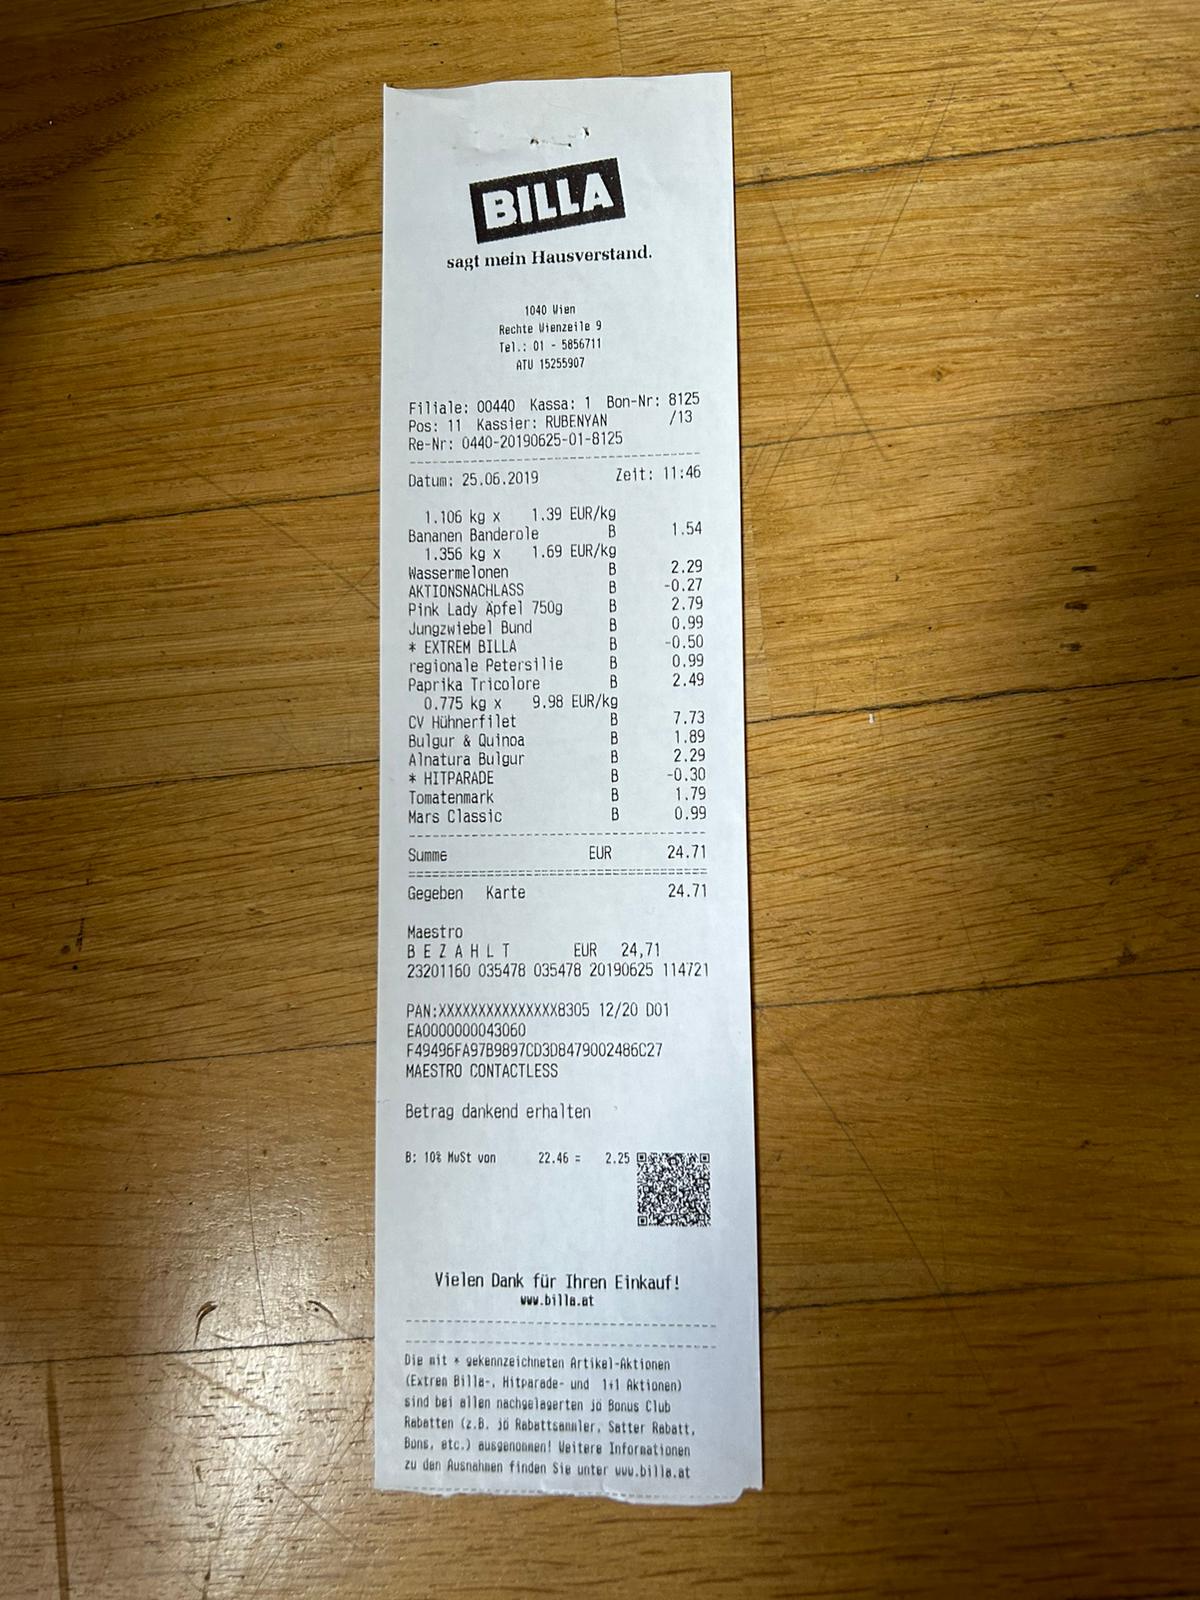 BILLA
sagt mein Hausverstand.
1040 Wien
Rechte Wienzeile 9
Tel.: 01 - 5856711
ATU 15255907
Filiale: 00440 Kassa: 1 Bon-Nr: 8125
Pos: 11 Kassier: RUBENYAN /13
Re-Nr: 0440-20190625-01-8125
Datum: 25.06.2019 Zeit: 11:46
1.106 kg x 1.39 EUR/kg
Bananen Banderole B 1.54
1.356 kg x 1.69 EUR/kg
Wassermelonen B 2.29
AKTIONSNACHLASS B -0.27
Pink Lady Äpfel 750g B 2.79
Jungzwiebel Bund B 0.99
* EXTREM BILLA B -0.50
regionale Petersilie B 0.99
Paprika Tricolore B 2.49
0.775 kg x 9.98 EUR/kg
CV Hühnerfilet B 7.73
Bulgur & Quinoa B 1.89
Alnatura Bulgur B 2.29
* HITPARADE B -0.30
Tomatenmark B 1.79
Mars Classic B 0.99
Summe EUR 24.71
Gegeben Karte 24.71
Maestro
B E Z A H L T EUR 24,71
23201160 035478 035478 20190625 114721
PAN:XXXXXXXXXXXXXXX8305 12/20 D01
EA0000000043060
F49496FA97B9897CD3DB479002486C27
MAESTRO CONTACTLESS
Betrag dankend erhalten
B: 10% MwSt von 22.46 = 2.25
Vielen Dank für Ihren Einkauf!
www.billa.at
Die mit * gekennzeichneten Artikel-Aktionen
(Extrem Billa-, Hitparade- und 1+1 Aktionen)
sind bei allen nachgelagerten jö Bonus Club
Rabatten (z.B. jö Rabattsammler, Satter Rabatt,
Bons, etc.) ausgenommen! Weitere Informationen
zu den Ausnahmen finden Sie unter www.billa.at